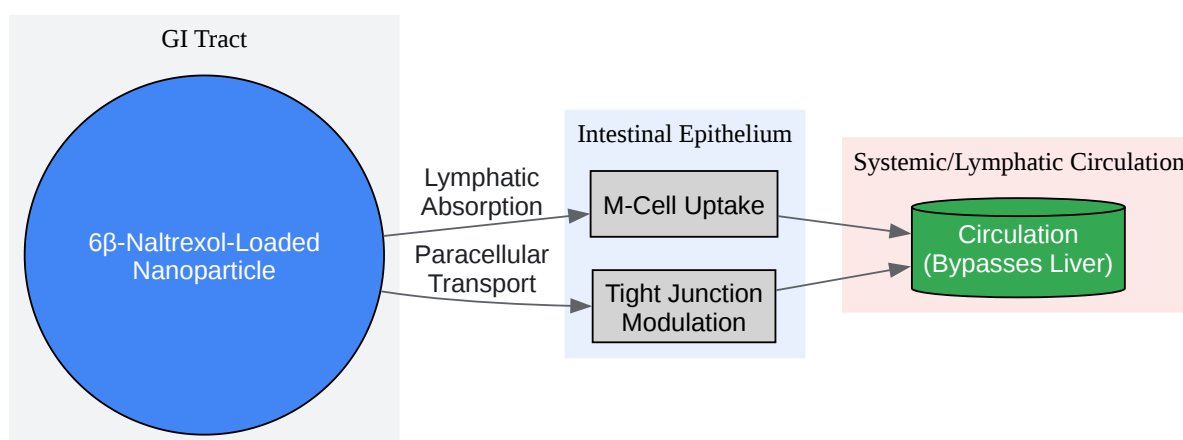 GI Tract
6β-Naltrexol-Loaded
Nanoparticle
Lymphatic
Absorption
Paracellular
Transport
Intestinal Epithelium
M-Cell Uptake
Tight Junction
Modulation
Systemic/Lymphatic Circulation
Circulation
(Bypasses Liver)